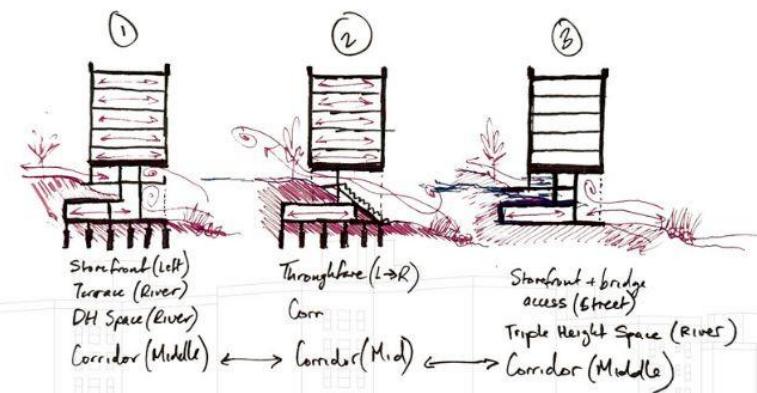 1
2
3
Storefront (Left)
Terrace (River)
DH Space (River)
Corridor (Middle)
Throughfare (L→R)
Corr
Corridor (Mid)
Storefront + bridge
access (Street)
Triple Height Space (River)
Corridor (Middle)